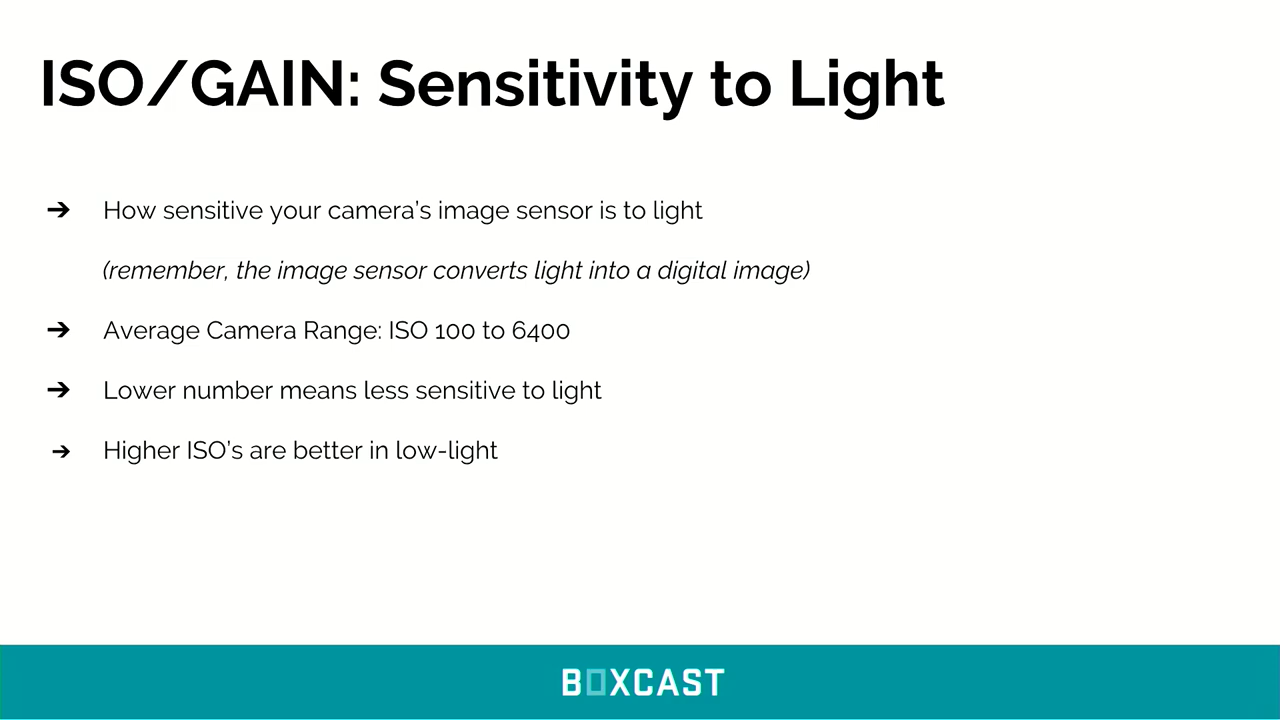 ISO/GAIN: Sensitivity to Light
➔ How sensitive your camera’s image sensor is to light
(remember, the image sensor converts light into a digital image)
➔ Average Camera Range: ISO 100 to 6400
➔ Lower number means less sensitive to light
➔ Higher ISO’s are better in low-light
BOXCAST